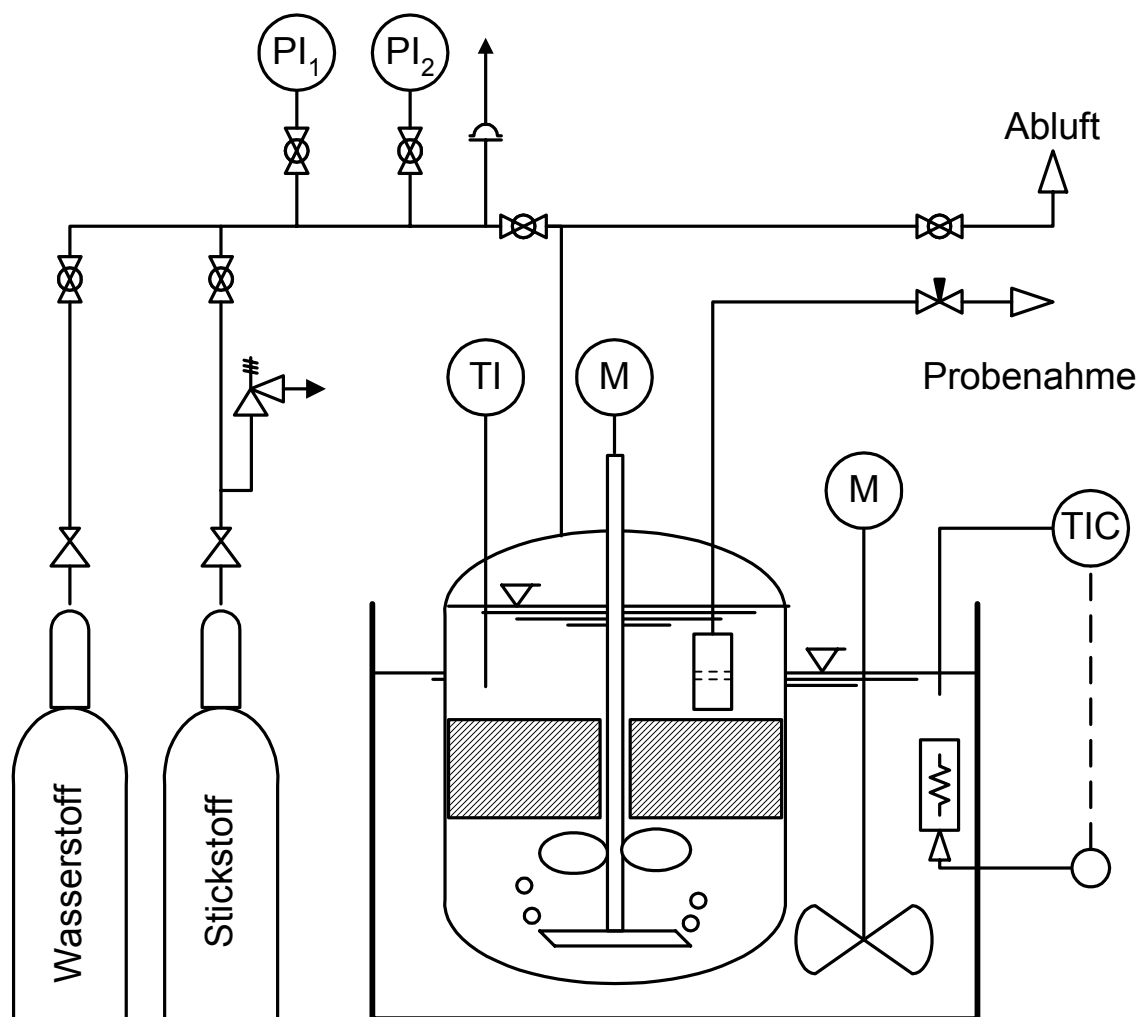 PI₁
PI₂
Abluft
Probenahme
TI
M
M
TIC
Wasserstoff
Stickstoff